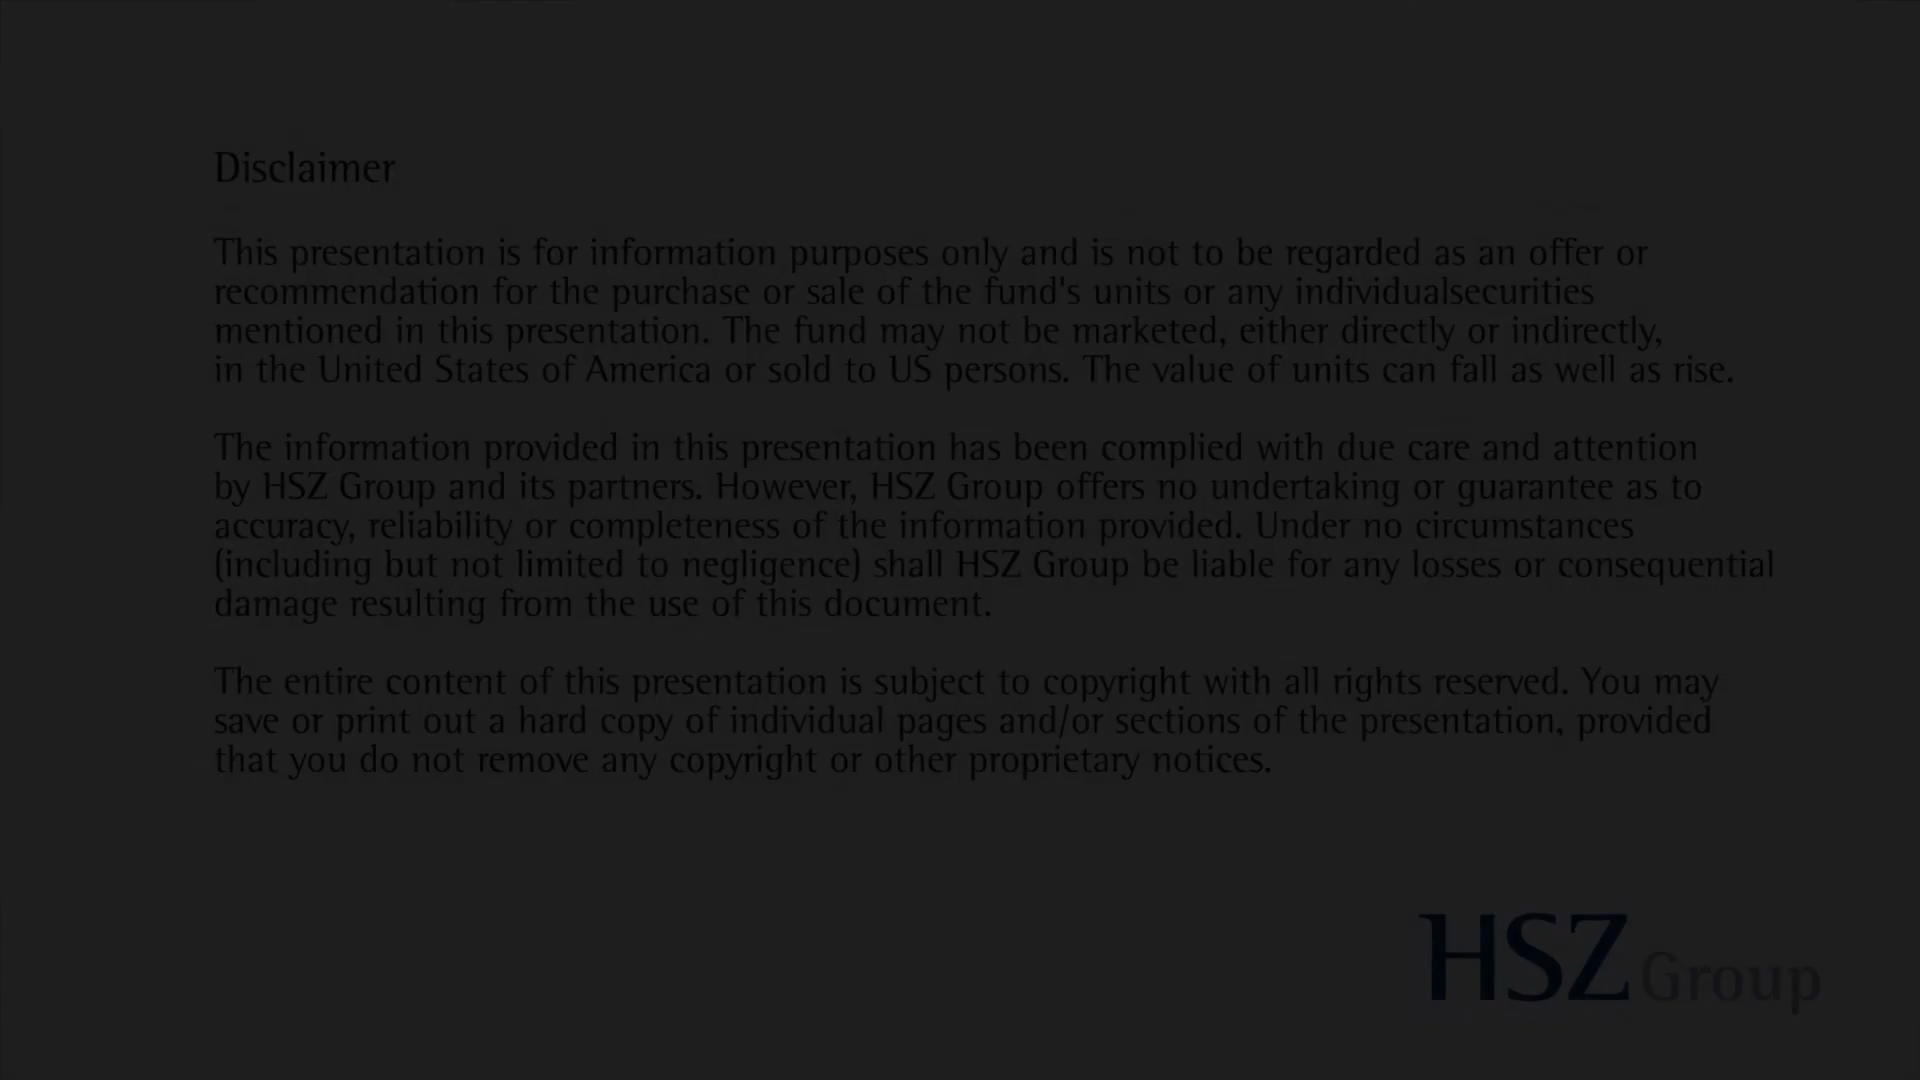 Disclaimer
This presentation is for information purposes only and is not to be regarded as an offer or
recommendation for the purchase or sale of the fund's units or any individualsecurities
mentioned in this presentation. The fund may not be marketed, either directly or indirectly,
in the United States of America or sold to US persons. The value of units can fall as well as rise.
The information provided in this presentation has been complied with due care and attention
by HSZ Group and its partners. However, HSZ Group offers no undertaking or guarantee as to
accuracy, reliability or completeness of the information provided. Under no circumstances
(including but not limited to negligence) shall HSZ Group be liable for any losses or consequential
damage resulting from the use of this document.
The entire content of this presentation is subject to copyright with all rights reserved. You may
save or print out a hard copy of individual pages and/or sections of the presentation, provided
that you do not remove any copyright or other proprietary notices.
HSZ Group